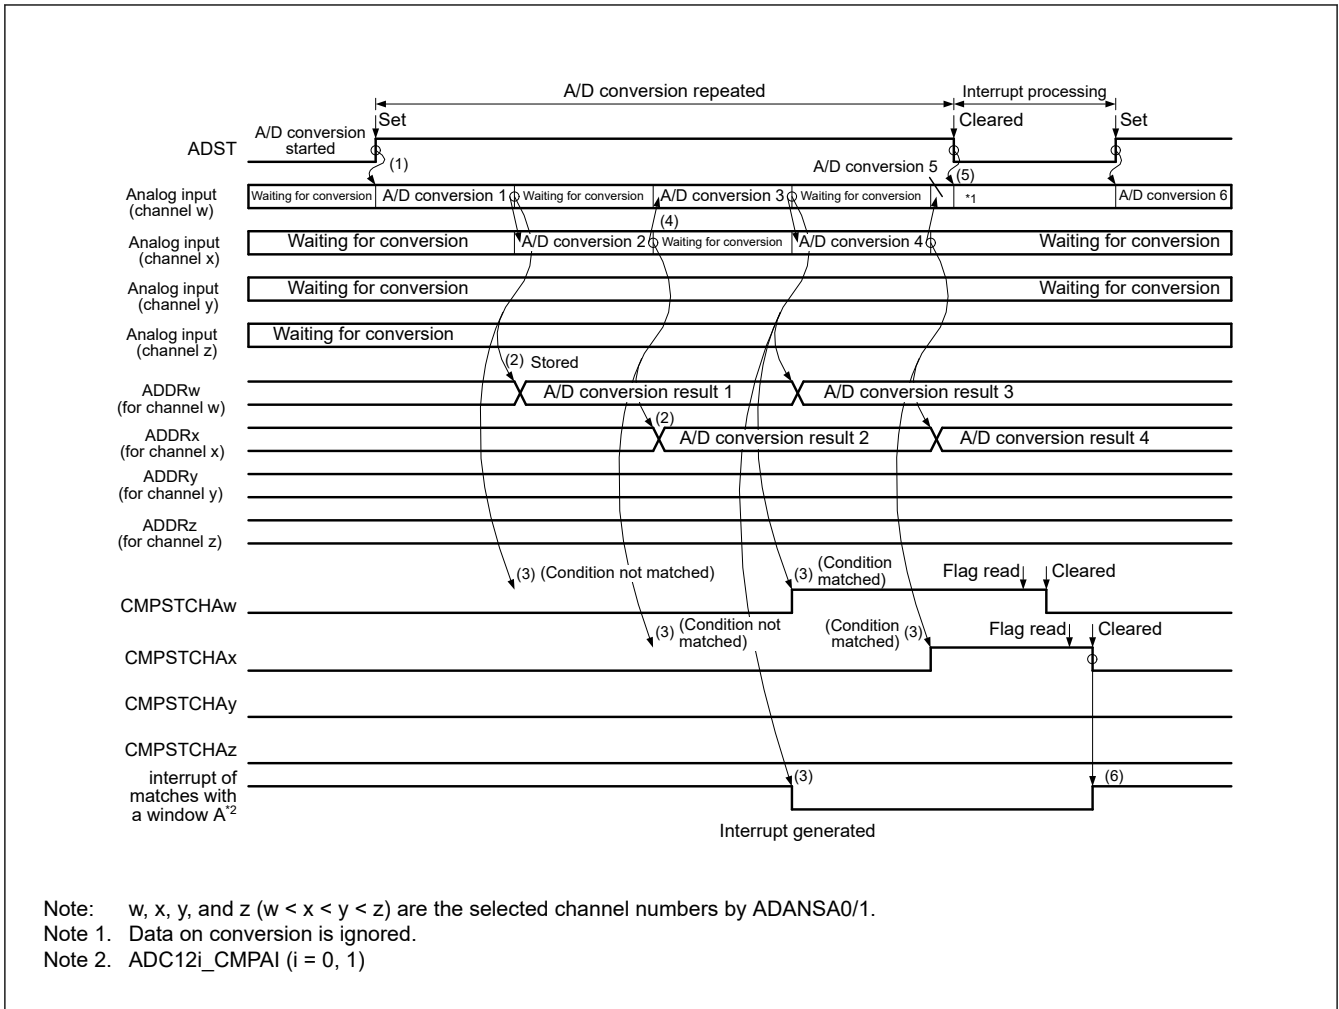 A/D conversion repeated
Interrupt processing
Set
Cleared
Set
A/D conversion
started
ADST
(1)
A/D conversion 5
(5)
Analog input
(channel w)
Waiting for conversion
A/D conversion 1
Waiting for conversion
A/D conversion 3
Waiting for conversion
*1
A/D conversion 6
(4)
Analog input
(channel x)
Waiting for conversion
A/D conversion 2
Waiting for conversion
A/D conversion 4
Waiting for conversion
Analog input
(channel y)
Waiting for conversion
Waiting for conversion
Analog input
(channel z)
Waiting for conversion
(2) Stored
ADDRw
(for channel w)
A/D conversion result 1
A/D conversion result 3
(2)
ADDRx
(for channel x)
A/D conversion result 2
A/D conversion result 4
ADDRy
(for channel y)
ADDRz
(for channel z)
(3) (Condition not matched)
(3) (Condition
matched)
Flag read
Cleared
CMPSTCHAw
(3) (Condition not
matched)
(Condition
matched) (3)
Flag read
Cleared
CMPSTCHAx
CMPSTCHAy
CMPSTCHAz
interrupt of
matches with
a window A*2
(3)
(6)
Interrupt generated
Note: w, x, y, and z (w < x < y < z) are the selected channel numbers by ADANSA0/1.
Note 1. Data on conversion is ignored.
Note 2. ADC12i_CMPAI (i = 0, 1)